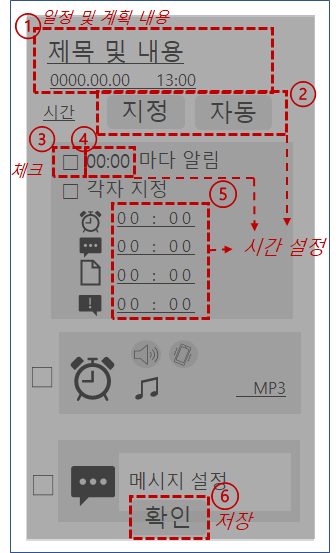 ① 일정 및 계획 내용
제목 및 내용
0000.00.00 13:00
②
시간 지정 자동
③ ④
체크 00:00 마다 알림
각자 지정
⑤
00 : 00
00 : 00
시간 설정
00 : 00
00 : 00
MP3
메시지 설정
⑥
확인 저장